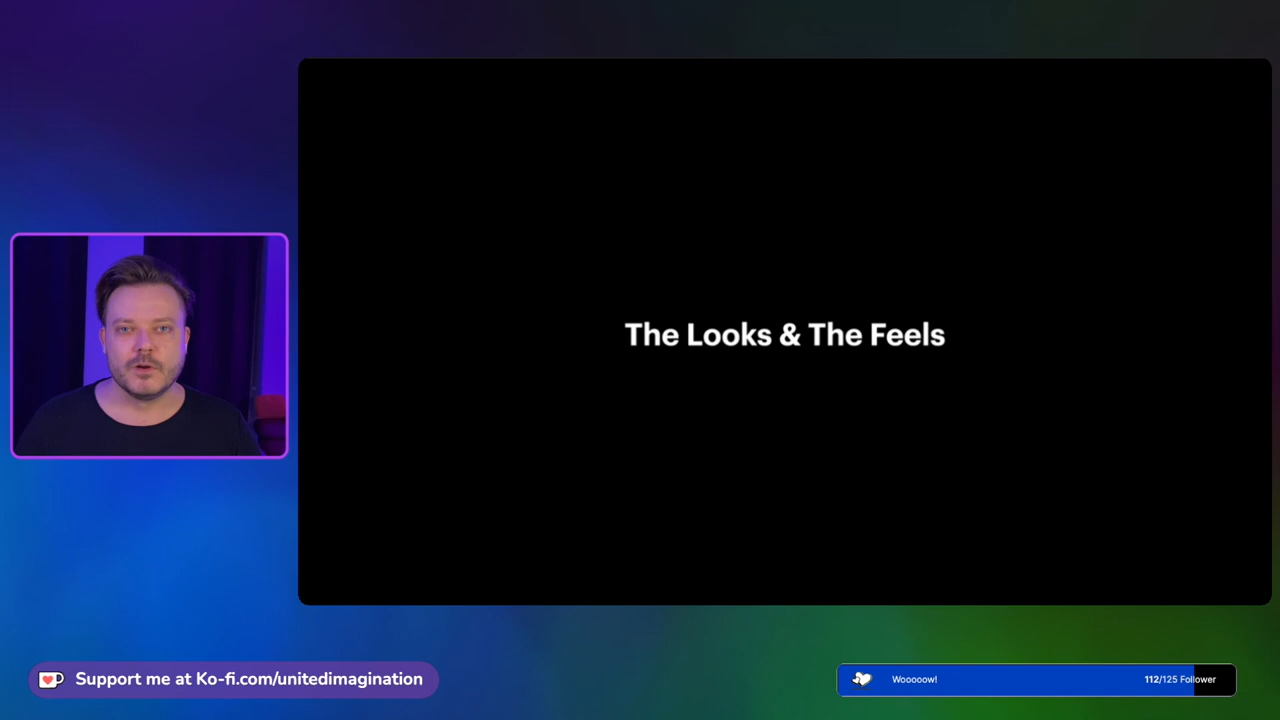 The Looks & The Feels
Support me at Ko-fi.com/unitedimagination
Wooooow!
112/125 Follower